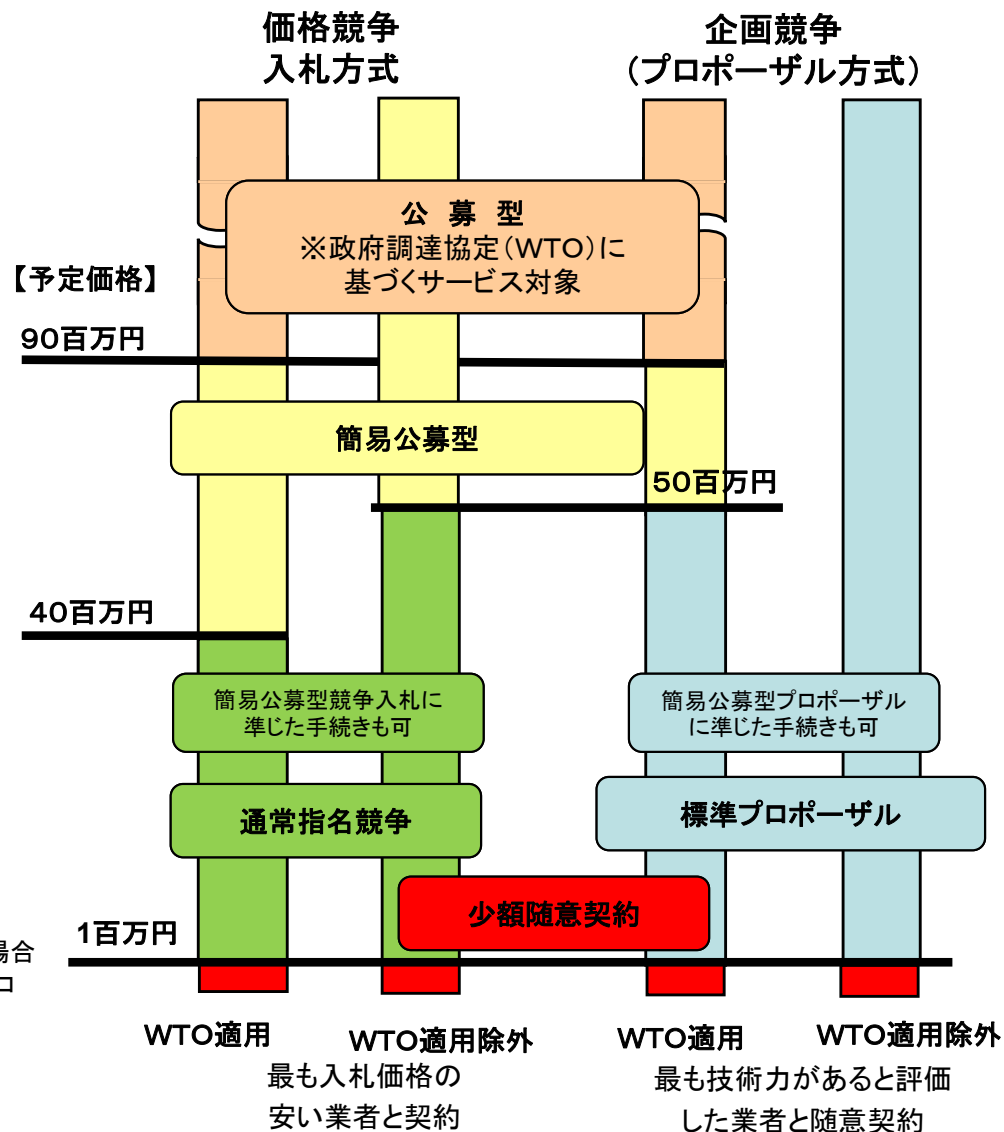 価格競争
入札方式
企画競争
（プロポーザル方式）
公 募 型
※政府調達協定（WTO）に
基づくサービス対象
【予定価格】
90百万円
簡易公募型
50百万円
40百万円
簡易公募型競争入札に
準じた手続きも可
簡易公募型プロポーザル
に準じた手続きも可
通常指名競争
標準プロポーザル
少額随意契約
1百万円
場合
コ
WTO適用
WTO適用除外
WTO適用
WTO適用除外
最も入札価格の
安い業者と契約
最も技術力があると評価
した業者と随意契約